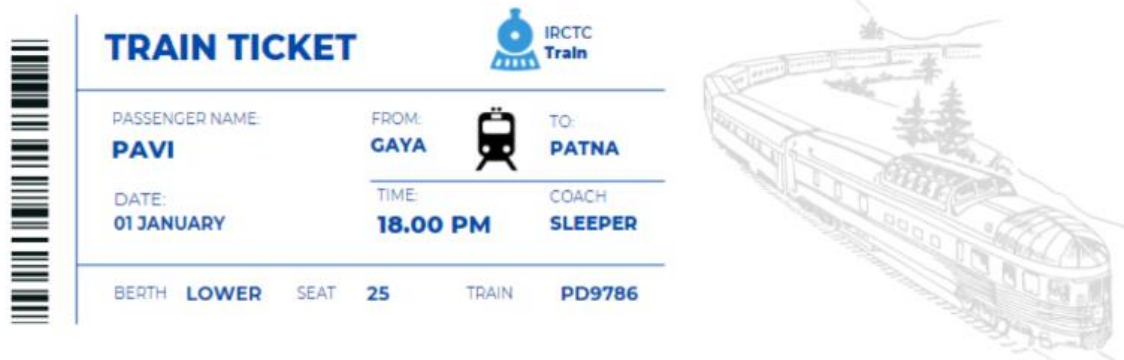 TRAIN TICKET
IRCTC
Train
PASSENGER NAME:
PAVI
FROM:
GAYA
TO:
PATNA
DATE:
01 JANUARY
TIME:
18.00 PM
COACH
SLEEPER
BERTH LOWER SEAT 25 TRAIN PD9786